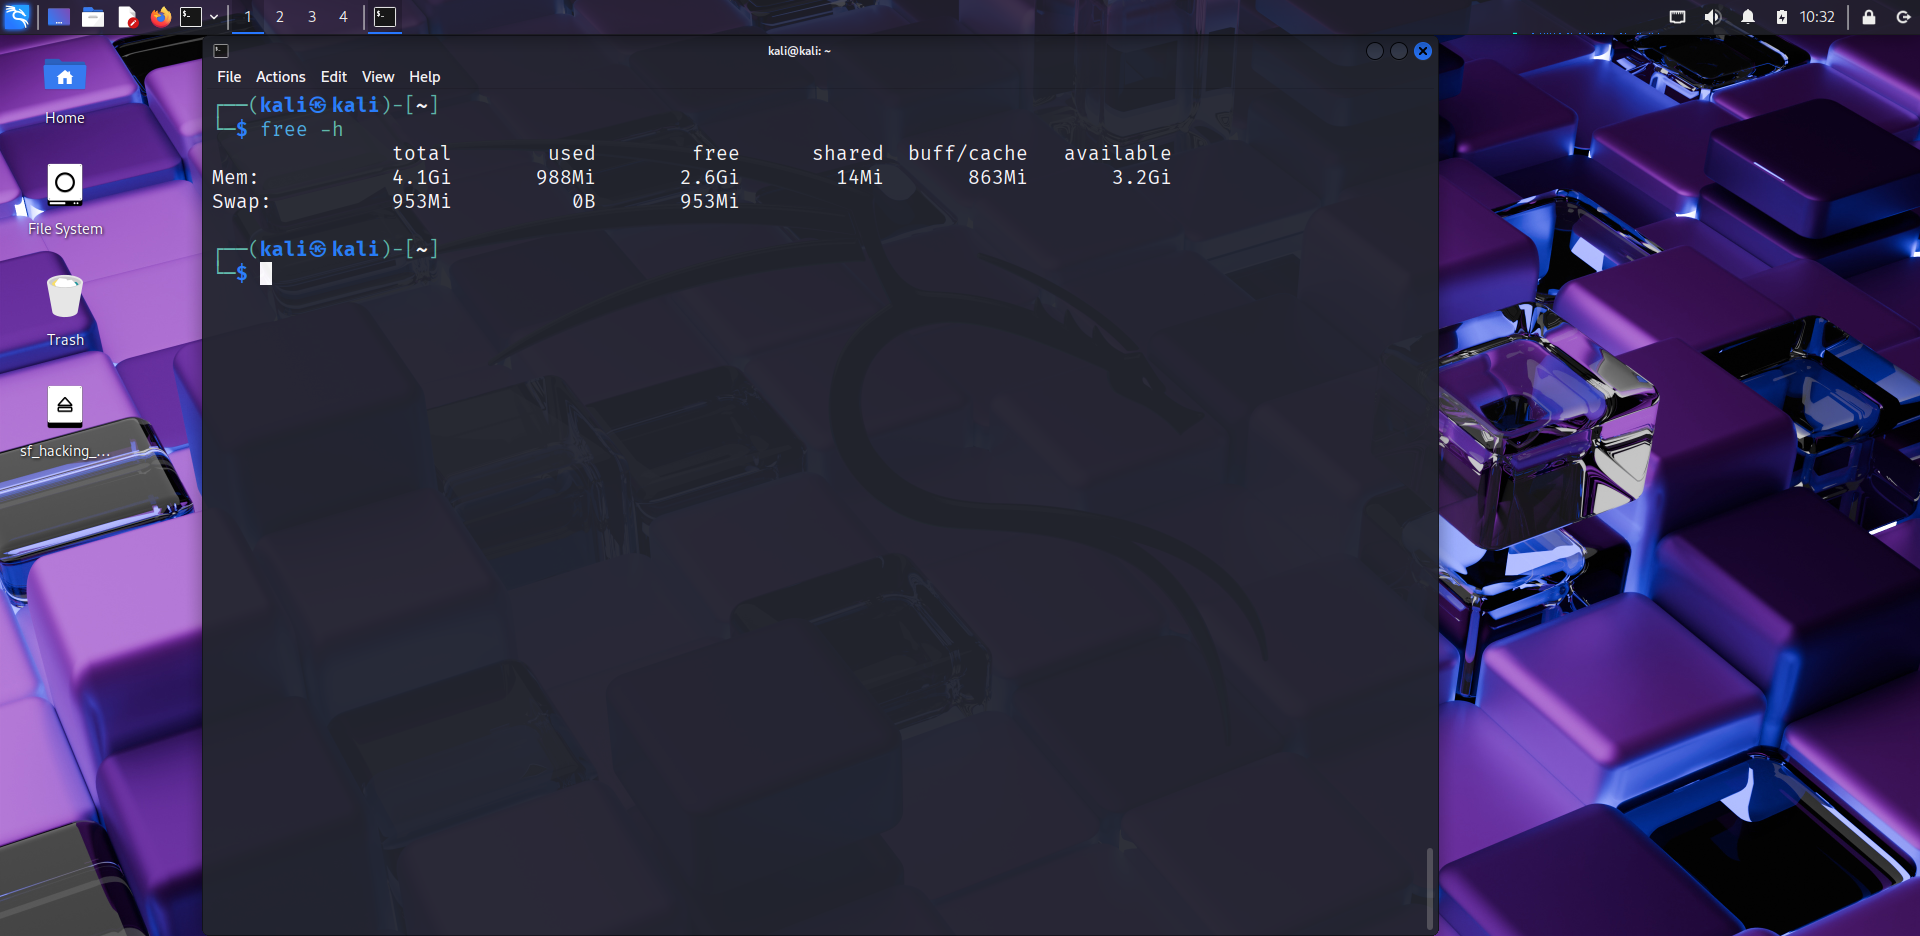 1 2 3 4 10:32
kali@kali: ~
File Actions Edit View Help
┌──(kali㉿kali)-[~]
└─$ free -h
total used free shared buff/cache available
Mem: 4.1Gi 988Mi 2.6Gi 14Mi 863Mi 3.2Gi
Swap: 953Mi 0B 953Mi
┌──(kali㉿kali)-[~]
└─$
Home
File System
Trash
sf_hacking_...